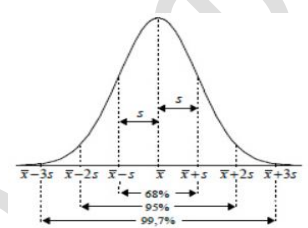 s
s
x̄−3s x̄−2s x̄−s x̄ x̄+s x̄+2s x̄+3s
68%
95%
99,7%